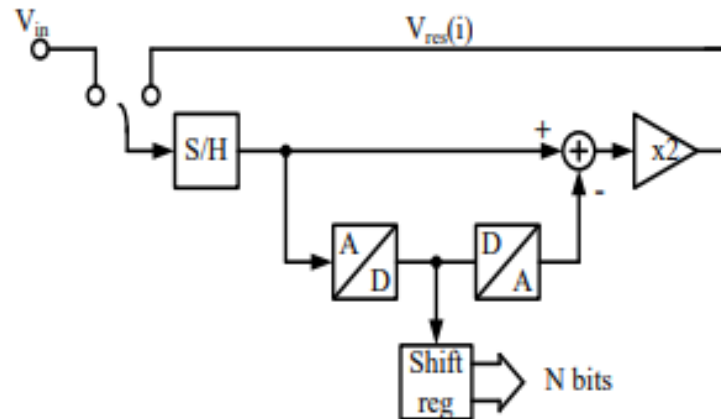 V_in
V_res(i)
S/H
+
+
x2
-
A
D
D
A
Shift
reg
N bits